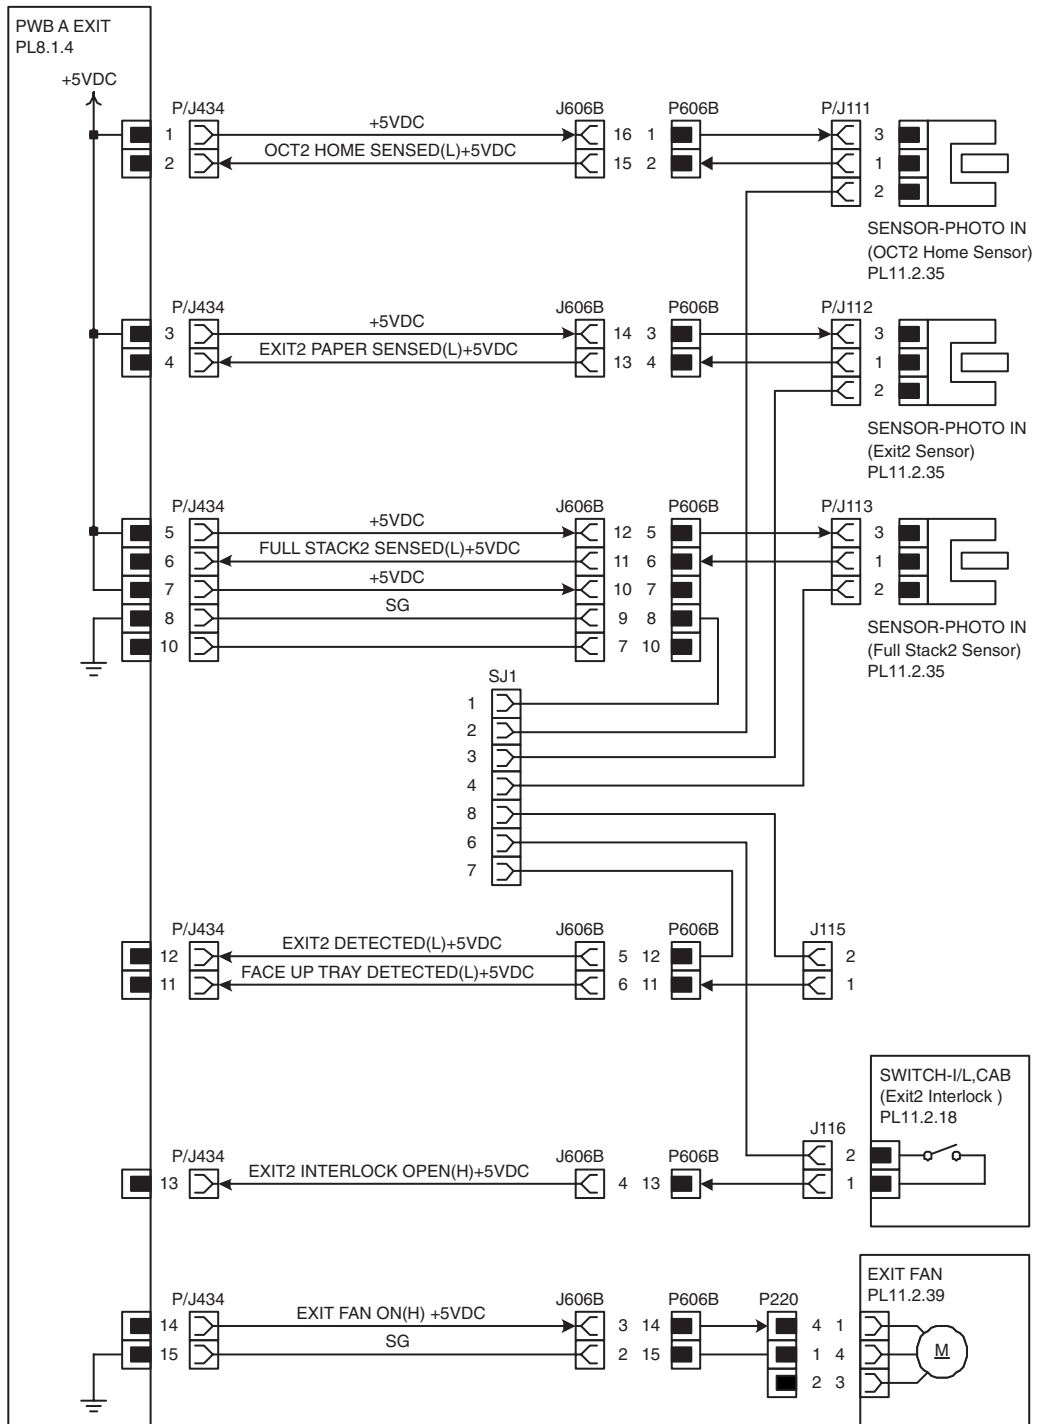 PWB A EXIT
PL8.1.4
+5VDC
P/J434 J606B P606B P/J111
1 +5VDC 16 1 3
2 OCT2 HOME SENSED(L)+5VDC 15 2 1
2
SENSOR-PHOTO IN
(OCT2 Home Sensor)
PL11.2.35
P/J434 J606B P606B P/J112
3 +5VDC 14 3 3
4 EXIT2 PAPER SENSED(L)+5VDC 13 4 1
2
SENSOR-PHOTO IN
(Exit2 Sensor)
PL11.2.35
P/J434 J606B P606B P/J113
5 +5VDC 12 5 3
6 FULL STACK2 SENSED(L)+5VDC 11 6 1
7 +5VDC 10 7 2
8 SG 9 8
10 7 10
SENSOR-PHOTO IN
(Full Stack2 Sensor)
PL11.2.35
SJ1
1
2
3
4
8
6
7
P/J434 J606B P606B J115
12 EXIT2 DETECTED(L)+5VDC 5 12 2
11 FACE UP TRAY DETECTED(L)+5VDC 6 11 1
SWITCH-I/L,CAB
(Exit2 Interlock )
PL11.2.18
J116
2
P/J434 J606B P606B
13 EXIT2 INTERLOCK OPEN(H)+5VDC 4 13 1
EXIT FAN
PL11.2.39
P/J434 J606B P606B P220
14 EXIT FAN ON(H) +5VDC 3 14 4 1
15 SG 2 15 1 4 M
2 3